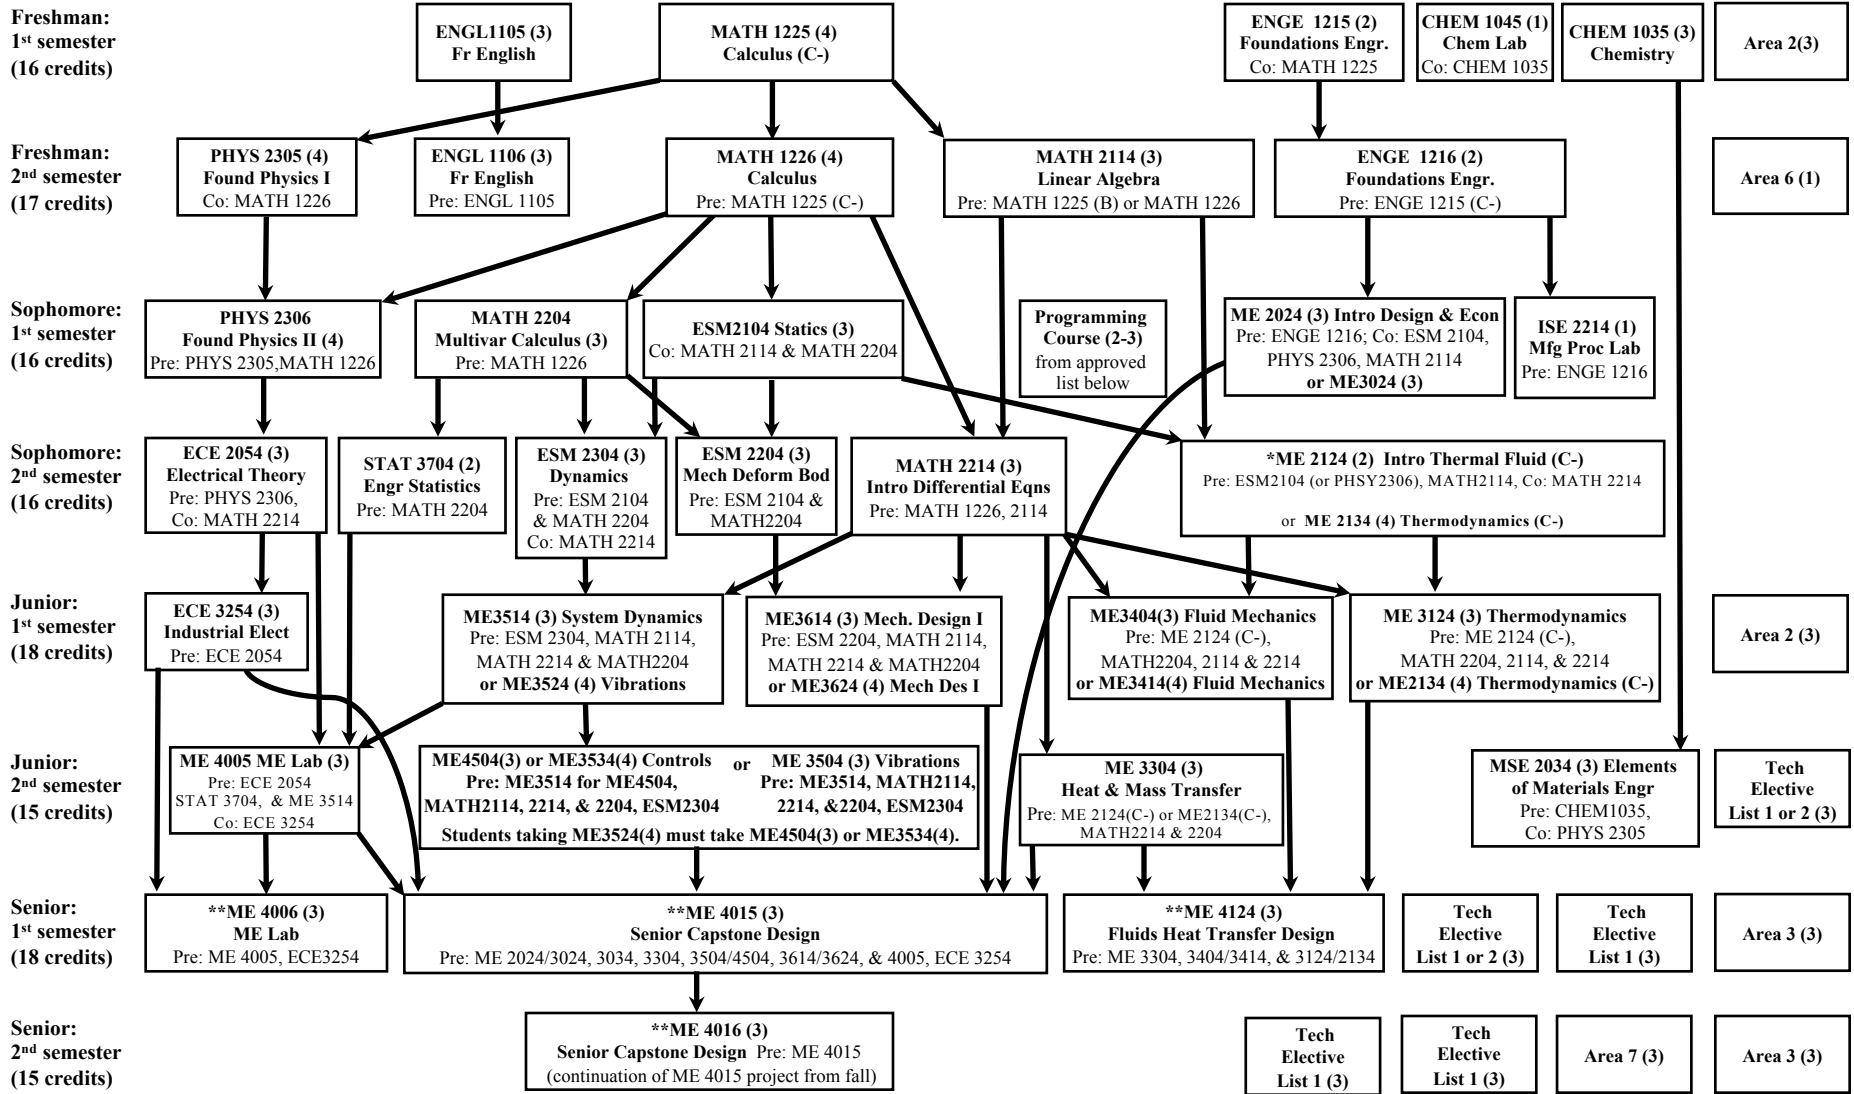 Freshman:
1st semester
(16 credits)
ENGL1105 (3)
Fr English
MATH 1225 (4)
Calculus (C-)
ENGE 1215 (2)
Foundations Engr.
Co: MATH 1225
CHEM 1045 (1)
Chem Lab
Co: CHEM 1035
CHEM 1035 (3)
Chemistry
Area 2(3)
Freshman:
2nd semester
(17 credits)
PHYS 2305 (4)
Found Physics I
Co: MATH 1226
ENGL 1106 (3)
Fr English
Pre: ENGL 1105
MATH 1226 (4)
Calculus
Pre: MATH 1225 (C-)
MATH 2114 (3)
Linear Algebra
Pre: MATH 1225 (B) or MATH 1226
ENGE 1216 (2)
Foundations Engr.
Pre: ENGE 1215 (C-)
Area 6 (1)
Sophomore:
1st semester
(16 credits)
PHYS 2306
Found Physics II (4)
Pre: PHYS 2305,MATH 1226
MATH 2204
Multivar Calculus (3)
Pre: MATH 1226
ESM2104 Statics (3)
Co: MATH 2114 & MATH 2204
Programming
Course (2-3)
from approved
list below
ME 2024 (3) Intro Design & Econ
Pre: ENGE 1216; Co: ESM 2104,
PHYS 2306, MATH 2114
or ME3024 (3)
ISE 2214 (1)
Mfg Proc Lab
Pre: ENGE 1216
Sophomore:
2nd semester
(16 credits)
ECE 2054 (3)
Electrical Theory
Pre: PHYS 2306,
Co: MATH 2214
STAT 3704 (2)
Engr Statistics
Pre: MATH 2204
ESM 2304 (3)
Dynamics
Pre: ESM 2104
& MATH 2204
Co: MATH 2214
ESM 2204 (3)
Mech Deform Bod
Pre: ESM 2104 &
MATH2204
MATH 2214 (3)
Intro Differential Eqns
Pre: MATH 1226, 2114
*ME 2124 (2) Intro Thermal Fluid (C-)
Pre: ESM2104 (or PHSY2306), MATH2114, Co: MATH 2214
or ME 2134 (4) Thermodynamics (C-)
Junior:
1st semester
(18 credits)
ECE 3254 (3)
Industrial Elect
Pre: ECE 2054
ME3514 (3) System Dynamics
Pre: ESM 2304, MATH 2114,
MATH 2214 & MATH2204
or ME3524 (4) Vibrations
ME3614 (3) Mech. Design I
Pre: ESM 2204, MATH 2114,
MATH 2214 & MATH2204
or ME3624 (4) Mech Des I
ME3404(3) Fluid Mechanics
Pre: ME 2124 (C-),
MATH2204, 2114 & 2214
or ME3414(4) Fluid Mechanics
ME 3124 (3) Thermodynamics
Pre: ME 2124 (C-),
MATH 2204, 2114, & 2214
or ME2134 (4) Thermodynamics (C-)
Area 2 (3)
Junior:
2nd semester
(15 credits)
ME 4005 ME Lab (3)
Pre: ECE 2054
STAT 3704, & ME 3514
Co: ECE 3254
ME4504(3) or ME3534(4) Controls or ME 3504 (3) Vibrations
Pre: ME3514 for ME4504, Pre: ME3514, MATH2114,
MATH2114, 2214, & 2204, ESM2304 2214, &2204, ESM2304
Students taking ME3524(4) must take ME4504(3) or ME3534(4).
ME 3304 (3)
Heat & Mass Transfer
Pre: ME 2124(C-) or ME2134(C-),
MATH2214 & 2204
MSE 2034 (3) Elements
of Materials Engr
Pre: CHEM1035,
Co: PHYS 2305
Tech
Elective
List 1 or 2 (3)
Senior:
1st semester
(18 credits)
**ME 4006 (3)
ME Lab
Pre: ME 4005, ECE3254
**ME 4015 (3)
Senior Capstone Design
Pre: ME 2024/3024, 3034, 3304, 3504/4504, 3614/3624, & 4005, ECE 3254
**ME 4124 (3)
Fluids Heat Transfer Design
Pre: ME 3304, 3404/3414, & 3124/2134
Tech
Elective
List 1 or 2 (3)
Tech
Elective
List 1 (3)
Area 3 (3)
Senior:
2nd semester
(15 credits)
**ME 4016 (3)
Senior Capstone Design Pre: ME 4015
(continuation of ME 4015 project from fall)
Tech
Elective
List 1 (3)
Tech
Elective
List 1 (3)
Area 7 (3)
Area 3 (3)